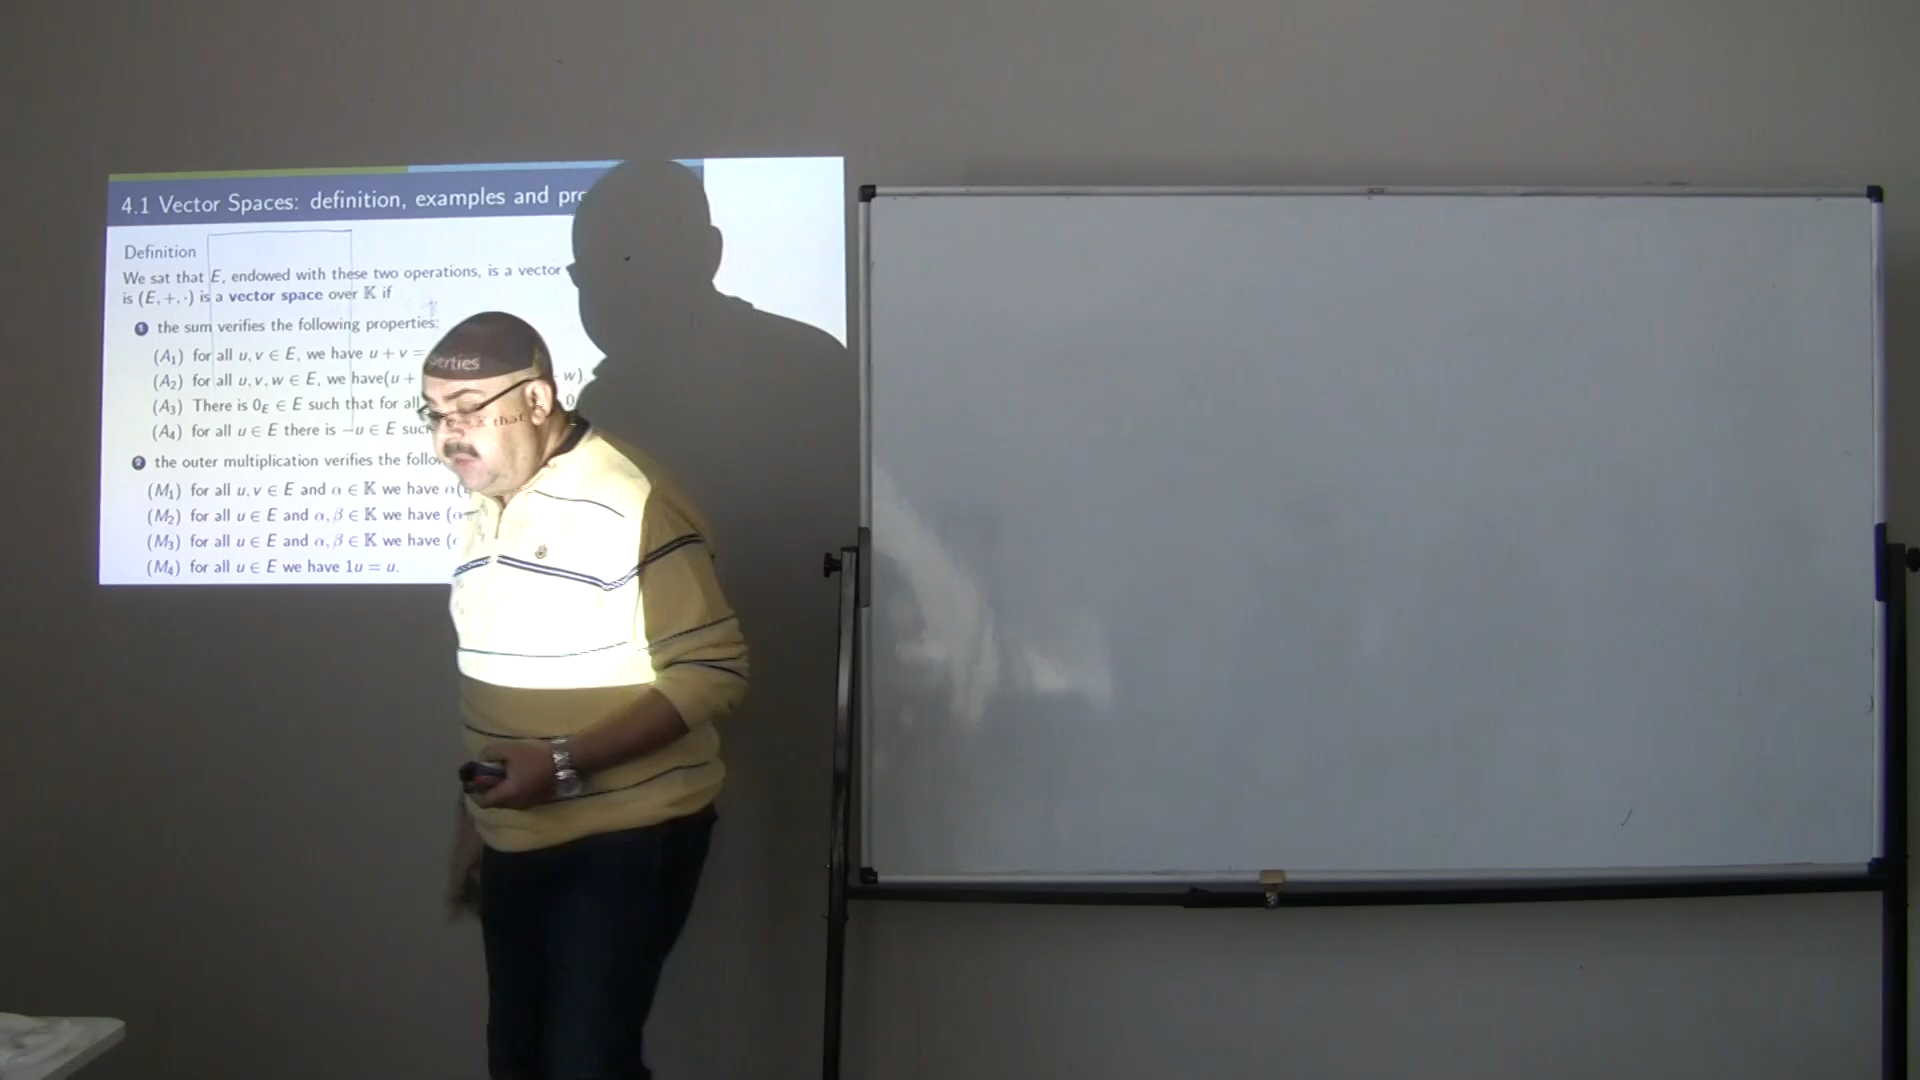 4.1 Vector Spaces: definition, examples and
Definition
We sat that E, endowed with these two operations, is a vector
is (E, +, ·) is a vector space over 𝕂 if
1 the sum verifies the following properties:
(A₁) for all u, v ∈ E, we have u + v =
(A₂) for all u, v, w ∈ E, we have(u + w).
(A₃) There is 0_E ∈ E such that for all
(A₄) for all u ∈ E there is −u ∈ E such that
2 the outer multiplication verifies the
(M₁) for all u, v ∈ E and α ∈ 𝕂 we have α(
(M₂) for all u ∈ E and α, β ∈ 𝕂 we have (α
(M₃) for all u ∈ E and α, β ∈ 𝕂 we have (
(M₄) for all u ∈ E we have 1u = u.